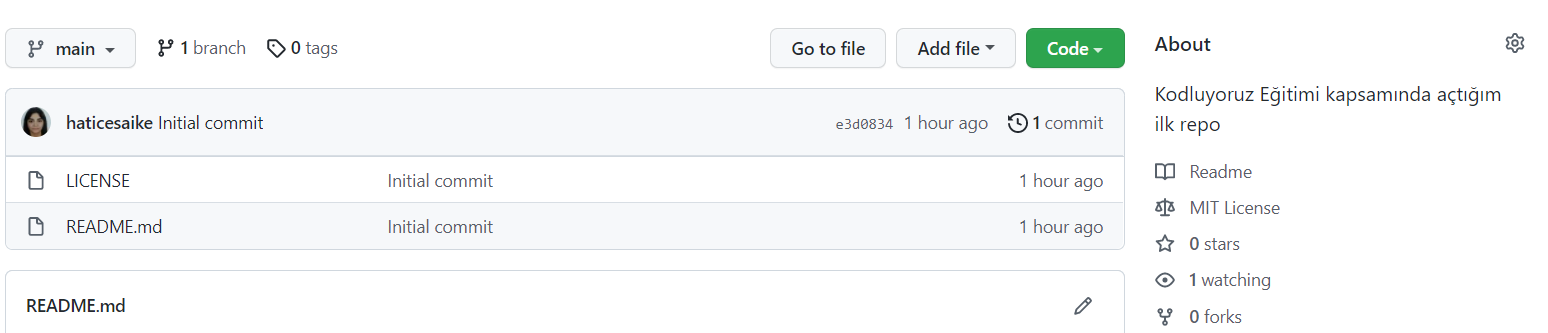 main 1 branch 0 tags Go to file Add file Code
haticesaike Initial commit e3d0834 1 hour ago 1 commit
LICENSE Initial commit 1 hour ago
README.md Initial commit 1 hour ago
README.md
About
Kodluyoruz Eğitimi kapsamında açtığım
ilk repo
Readme
MIT License
0 stars
1 watching
0 forks